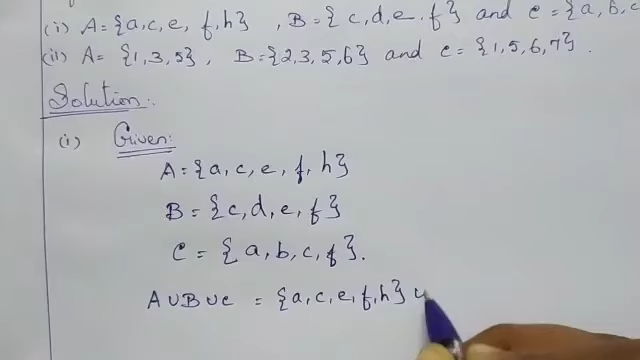 (i) A = {a, c, e, f, h} , B = {c, d, e, f} and C = {a, b, c
(ii) A = {1, 3, 5} , B = {2, 3, 5, 6} and C = {1, 5, 6, 7} .
Solution:.
(i) Given:
A = {a, c, e, f, h}
B = {c, d, e, f}
C = {a, b, c, f}.
A ∪ B ∪ C = {a, c, e, f, h} ∪